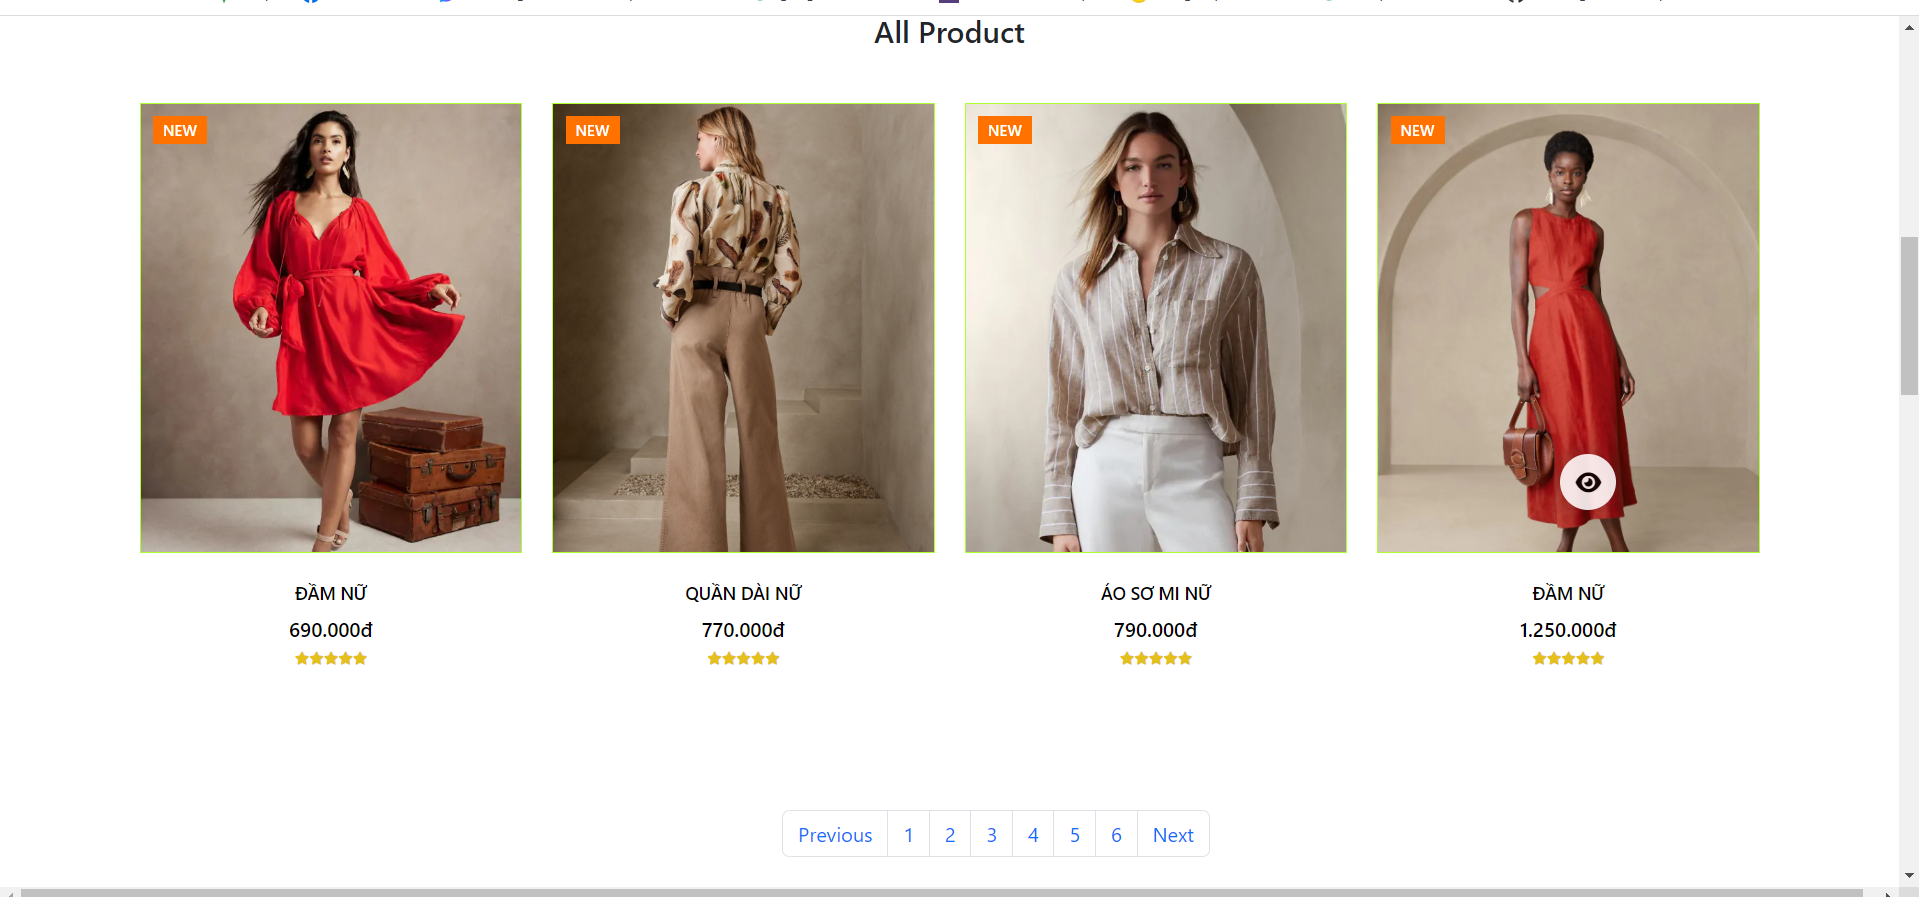 All Product
NEW
NEW
NEW
NEW
ĐẦM NỮ
QUẦN DÀI NỮ
ÁO SƠ MI NỮ
ĐẦM NỮ
690.000đ
770.000đ
790.000đ
1.250.000đ
Previous 1 2 3 4 5 6 Next